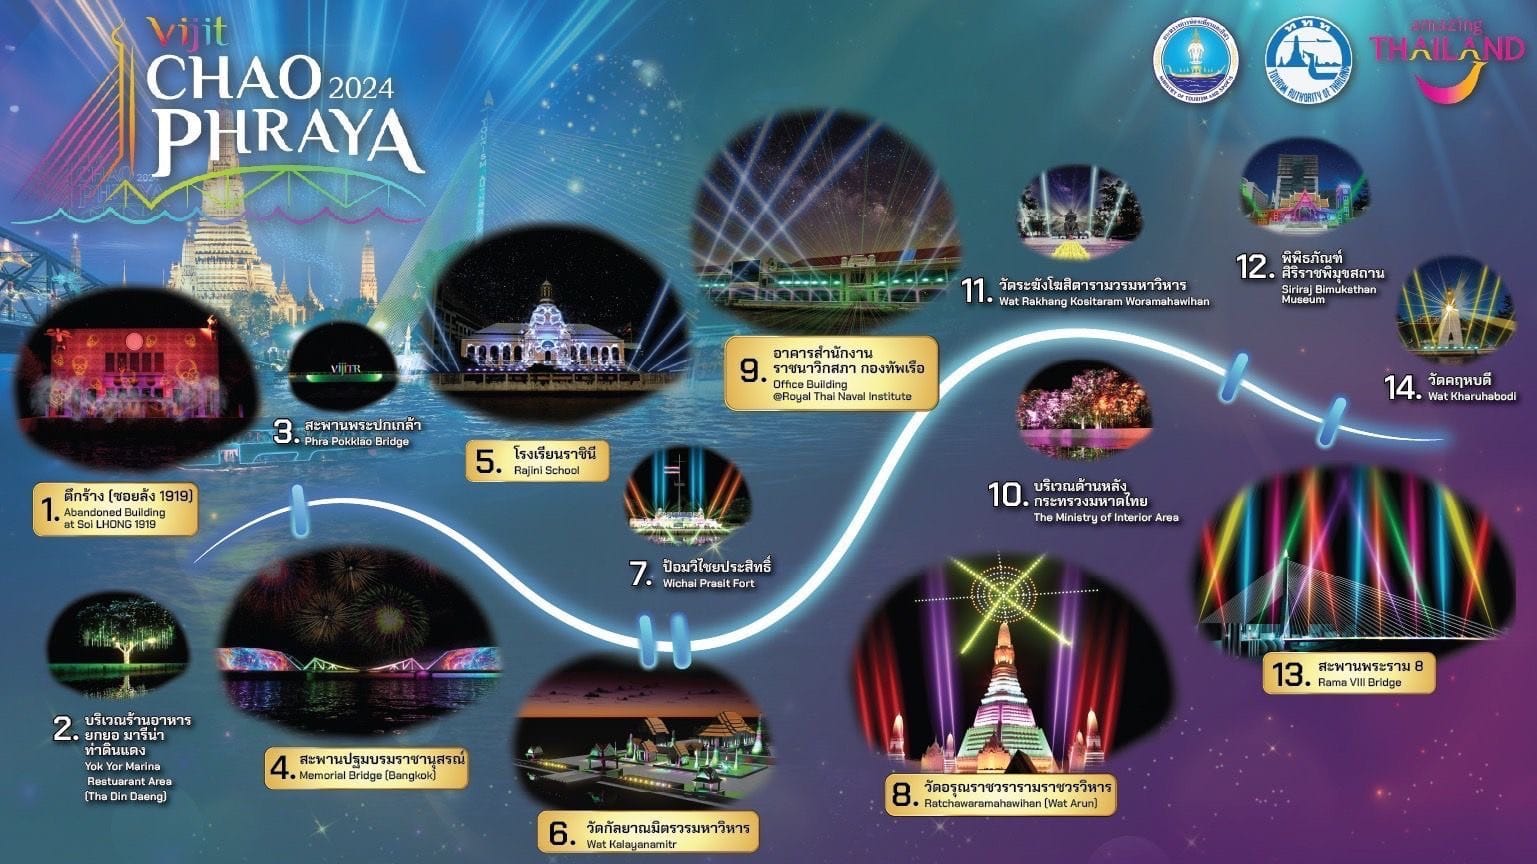 Vijit
CHAO 2024
PHRAYA
ททท
TOURISM AUTHORITY OF THAILAND
MINISTRY OF TOURISM AND SPORTS
amazing
THAILAND
1. ตึกร้าง (ซอยล้ง 1919)
Abandoned Building
at Soi LHONG 1919
2. บริเวณร้านอาหาร
ยกยอ มารีน่า
ท่าดินแดง
Yok Yor Marina
Restuarant Area
(Tha Din Daeng)
VIJITR
3. สะพานพระปกเกล้า
Phra Pokklao Bridge
4. สะพานปฐมบรมราชานุสรณ์
Memorial Bridge (Bangkok)
5. โรงเรียนราชินี
Rajini School
6. วัดกัลยาณมิตรวรมหาวิหาร
Wat Kalayanamitr
7. ป้อมวิไชยประสิทธิ์
Wichai Prasit Fort
8. วัดอรุณราชวรารามราชวรวิหาร
Ratchawaramahawihan (Wat Arun)
9. อาคารสำนักงาน
ราชนาวิกสภา กองทัพเรือ
Office Building
@Royal Thai Naval Institute
10. บริเวณด้านหลัง
กระทรวงมหาดไทย
The Ministry of Interior Area
11. วัดระฆังโฆสิตารามวรมหาวิหาร
Wat Rakhang Kositaram Woramahawihan
12. พิพิธภัณฑ์
ศิริราชพิมุขสถาน
Siriraj Bimukethan
Museum
13. สะพานพระราม 8
Rama VIII Bridge
14. วัดคฤหบดี
Wat Kharuhabodi